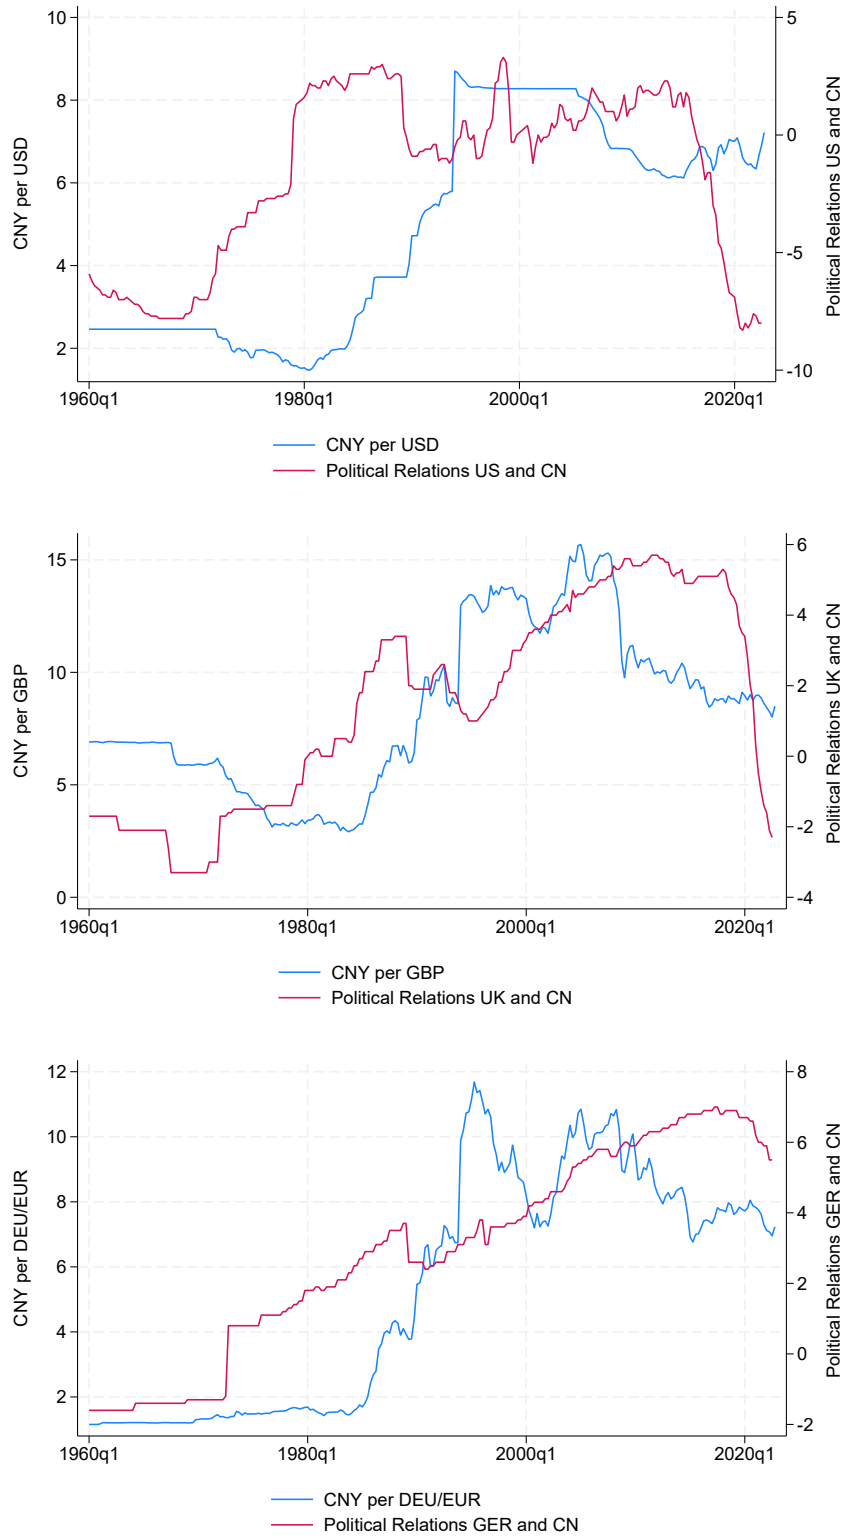 10
8
6
4
2
CNY per USD
5
0
-5
-10
Political Relations US and CN
1960q1 1980q1 2000q1 2020q1
CNY per USD
Political Relations US and CN
15
10
5
0
CNY per GBP
6
4
2
0
-2
-4
Political Relations UK and CN
1960q1 1980q1 2000q1 2020q1
CNY per GBP
Political Relations UK and CN
12
10
8
6
4
2
CNY per DEU/EUR
8
6
4
2
0
-2
Political Relations GER and CN
1960q1 1980q1 2000q1 2020q1
CNY per DEU/EUR
Political Relations GER and CN